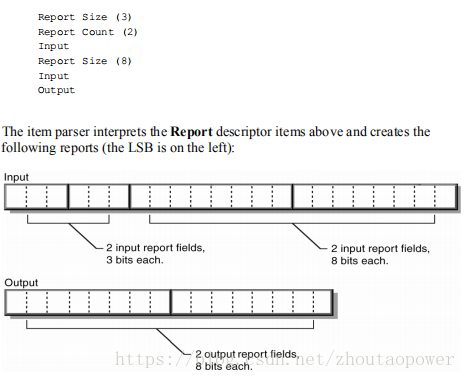 Report Size (3)
Report Count (2)
Input
Report Size (8)
Input
Output
The item parser interprets the Report descriptor items above and creates the
following reports (the LSB is on the left):
Input
2 input report fields,
3 bits each.
2 input report fields,
8 bits each.
Output
2 output report fields,
8 bits each.
https://blog.csdn.net/zhoutaopower